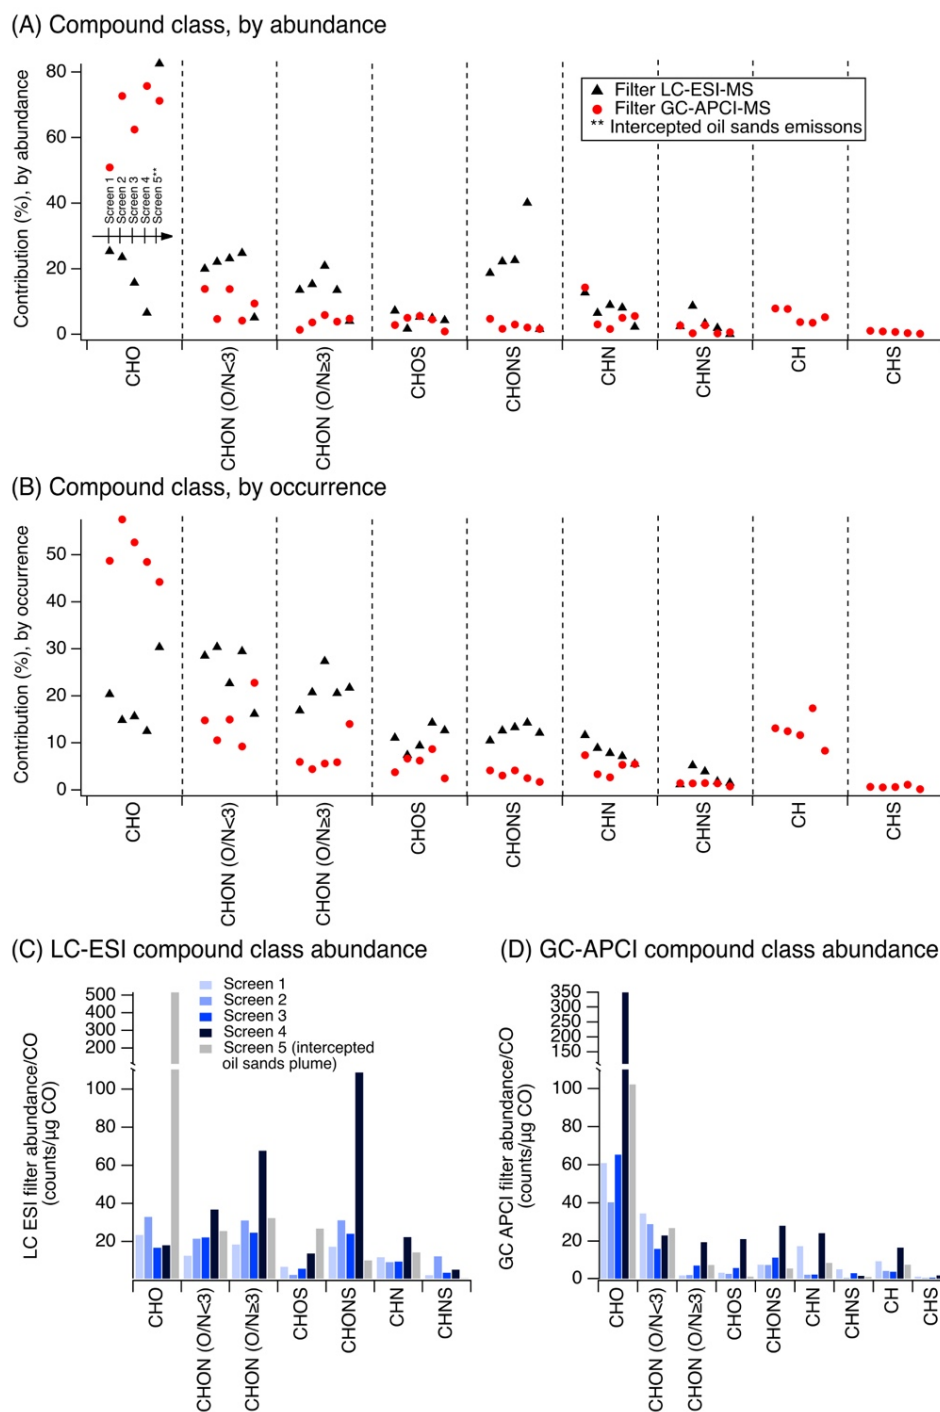 (A) Compound class, by abundance
Contribution (%), by abundance
80
60
40
20
0
▲ Filter LC-ESI-MS
● Filter GC-APCI-MS
** Intercepted oil sands emissons
Screen 1
Screen 2
Screen 3
Screen 4
Screen 5**
CHO
CHON (O/N<3)
CHON (O/N≥3)
CHOS
CHONS
CHN
CHNS
CH
CHS
(B) Compound class, by occurrence
Contribution (%), by occurrence
50
40
30
20
10
0
CHO
CHON (O/N<3)
CHON (O/N≥3)
CHOS
CHONS
CHN
CHNS
CH
CHS
(C) LC-ESI compound class abundance
LC ESI filter abundance/CO
(counts/µg CO)
500
400
300
200
100
80
60
40
20
Screen 1
Screen 2
Screen 3
Screen 4
Screen 5 (intercepted
oil sands plume)
CHO
CHON (O/N<3)
CHON (O/N≥3)
CHOS
CHONS
CHN
CHNS
(D) GC-APCI compound class abundance
GC APCI filter abundance/CO
(counts/µg CO)
350
300
250
200
150
100
80
60
40
20
0
CHO
CHON (O/N<3)
CHON (O/N≥3)
CHOS
CHONS
CHN
CHNS
CH
CHS